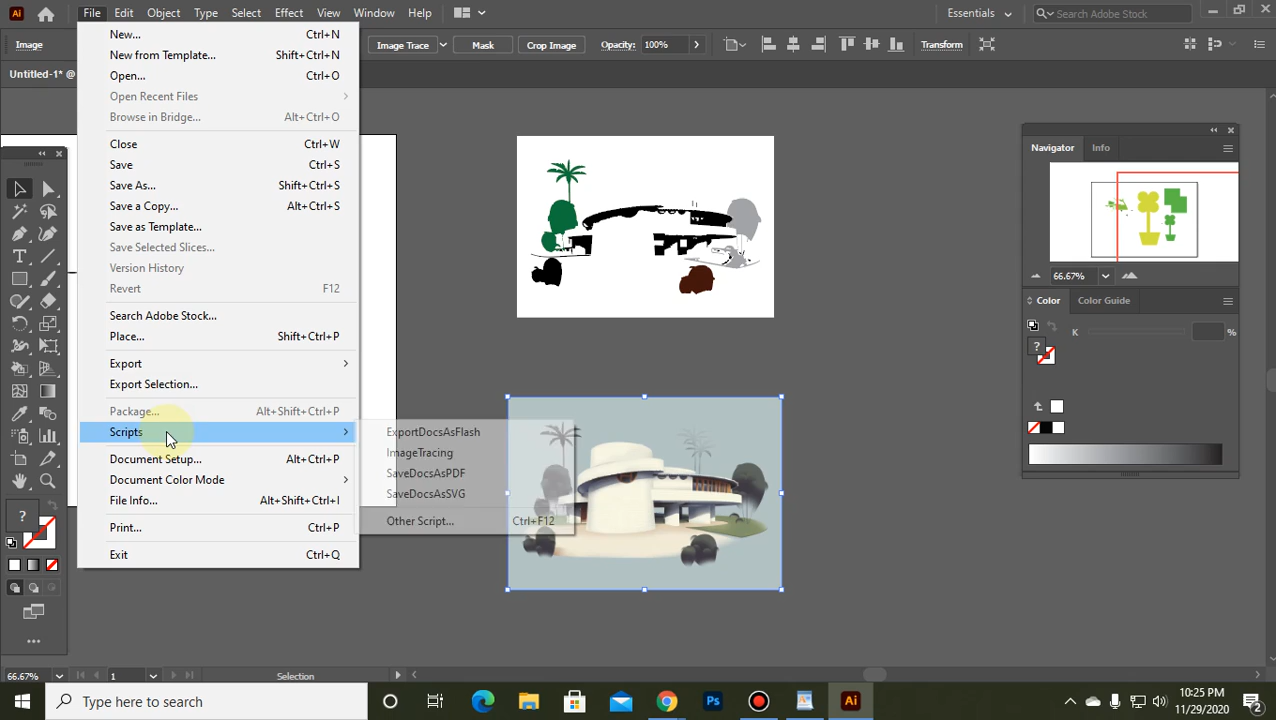 Ai File Edit Object Type Select Effect View Window Help Essentials Search Adobe Stock
Image Image Trace Mask Crop Image Opacity: 100% Transform
Untitled-1* @
New... Ctrl+N
New from Template... Shift+Ctrl+N
Open... Ctrl+O
Open Recent Files
Browse in Bridge... Alt+Ctrl+O
Close Ctrl+W
Save Ctrl+S
Save As... Shift+Ctrl+S
Save a Copy... Alt+Ctrl+S
Save as Template...
Save Selected Slices...
Version History
Revert F12
Search Adobe Stock...
Place... Shift+Ctrl+P
Export
Export Selection...
Package... Alt+Shift+Ctrl+P
Scripts
Document Setup... Alt+Ctrl+P
Document Color Mode
File Info... Alt+Shift+Ctrl+I
Print... Ctrl+P
Exit Ctrl+Q
ExportDocsAsFlash
ImageTracing
SaveDocsAsPDF
SaveDocsAsSVG
Other Script... Ctrl+F12
Navigator Info
66.67%
Color Color Guide
? K %
?
66.67% 1 Selection
Type here to search Ps Ai
10:25 PM
11/29/2020 2